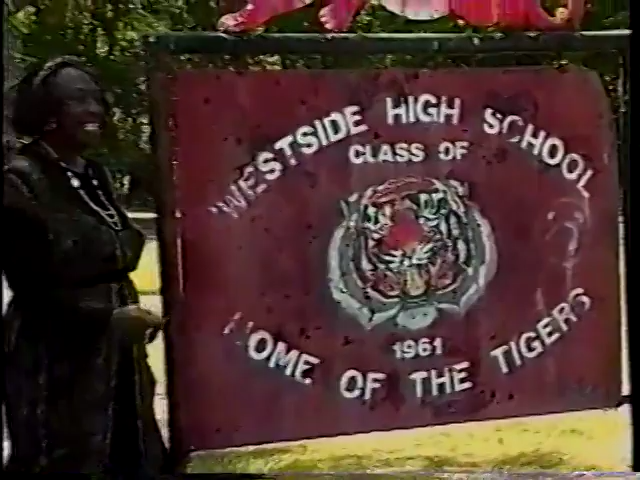 WESTSIDE HIGH SCHOOL
CLASS OF
1961
HOME OF THE TIGERS